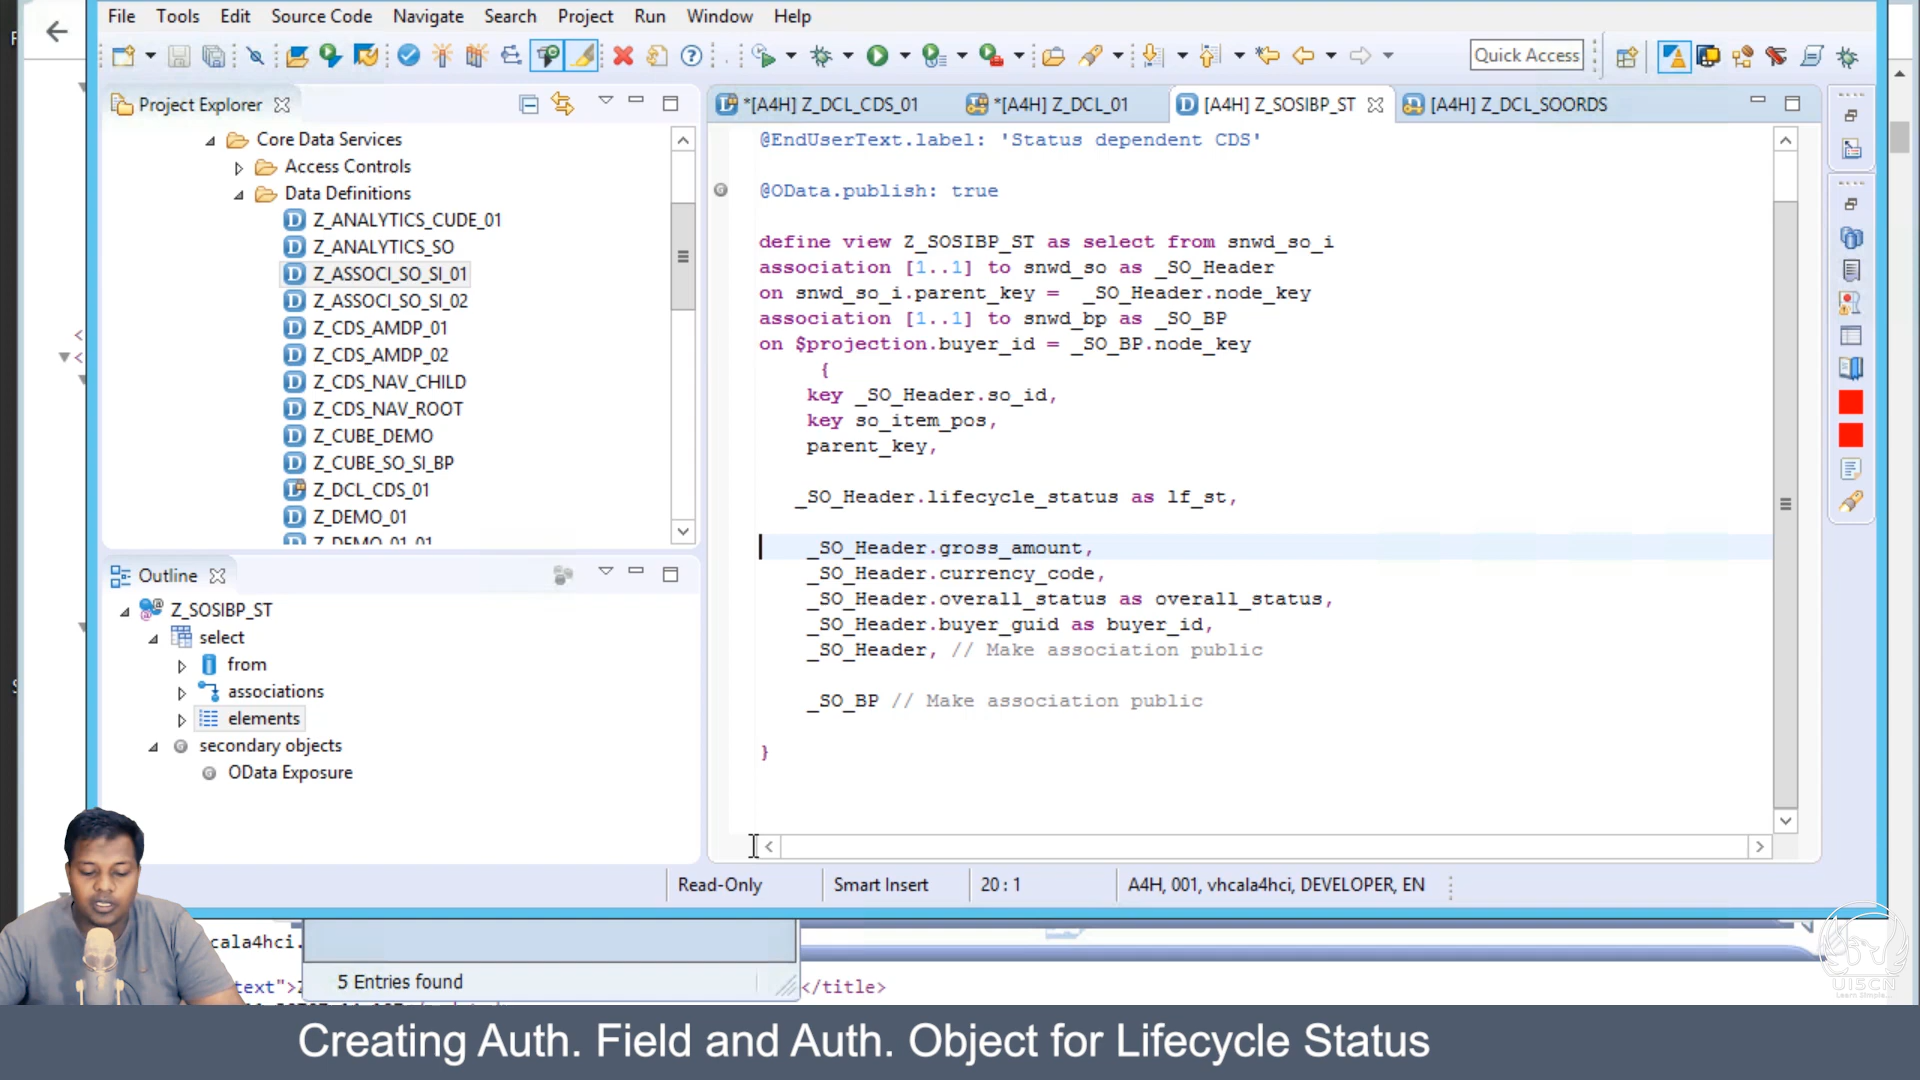 File Tools Edit Source Code Navigate Search Project Run Window Help
Quick Access
Project Explorer
Core Data Services
Access Controls
Data Definitions
Z_ANALYTICS_CUDE_01
Z_ANALYTICS_SO
Z_ASSOCI_SO_SI_01
Z_ASSOCI_SO_SI_02
Z_CDS_AMDP_01
Z_CDS_AMDP_02
Z_CDS_NAV_CHILD
Z_CDS_NAV_ROOT
Z_CUBE_DEMO
Z_CUBE_SO_SI_BP
Z_DCL_CDS_01
Z_DEMO_01
Z_DEMO_01_01
Outline
Z_SOSIBP_ST
select
from
associations
elements
secondary objects
OData Exposure
*[A4H] Z_DCL_CDS_01 *[A4H] Z_DCL_01 [A4H] Z_SOSIBP_ST [A4H] Z_DCL_SOORDS
@EndUserText.label: 'Status dependent CDS'
@OData.publish: true
define view Z_SOSIBP_ST as select from snwd_so_i
association [1..1] to snwd_so as _SO_Header
on snwd_so_i.parent_key = _SO_Header.node_key
association [1..1] to snwd_bp as _SO_BP
on $projection.buyer_id = _SO_BP.node_key
{
key _SO_Header.so_id,
key so_item_pos,
parent_key,
_SO_Header.lifecycle_status as lf_st,
_SO_Header.gross_amount,
_SO_Header.currency_code,
_SO_Header.overall_status as overall_status,
_SO_Header.buyer_guid as buyer_id,
_SO_Header, // Make association public
_SO_BP // Make association public
}
Read-Only Smart Insert 20 : 1 A4H, 001, vhcala4hci, DEVELOPER, EN
cala4hci.
5 Entries found
text">
</title>
UISCN
Learn Simple...
Creating Auth. Field and Auth. Object for Lifecycle Status